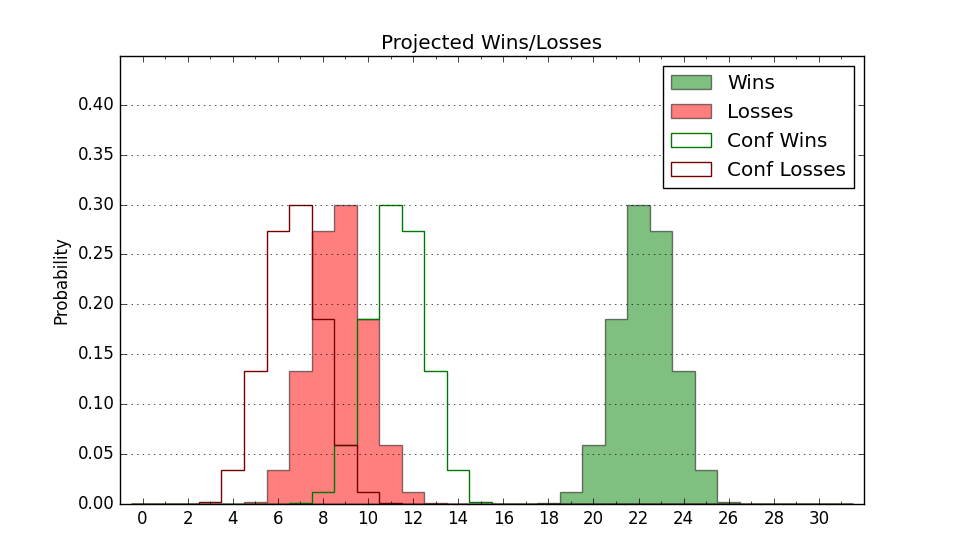 Projected Wins/Losses
Wins
Losses
Conf Wins
Conf Losses
Probability
0.40
0.35
0.30
0.25
0.20
0.15
0.10
0.05
0.00
0 2 4 6 8 10 12 14 16 18 20 22 24 26 28 30